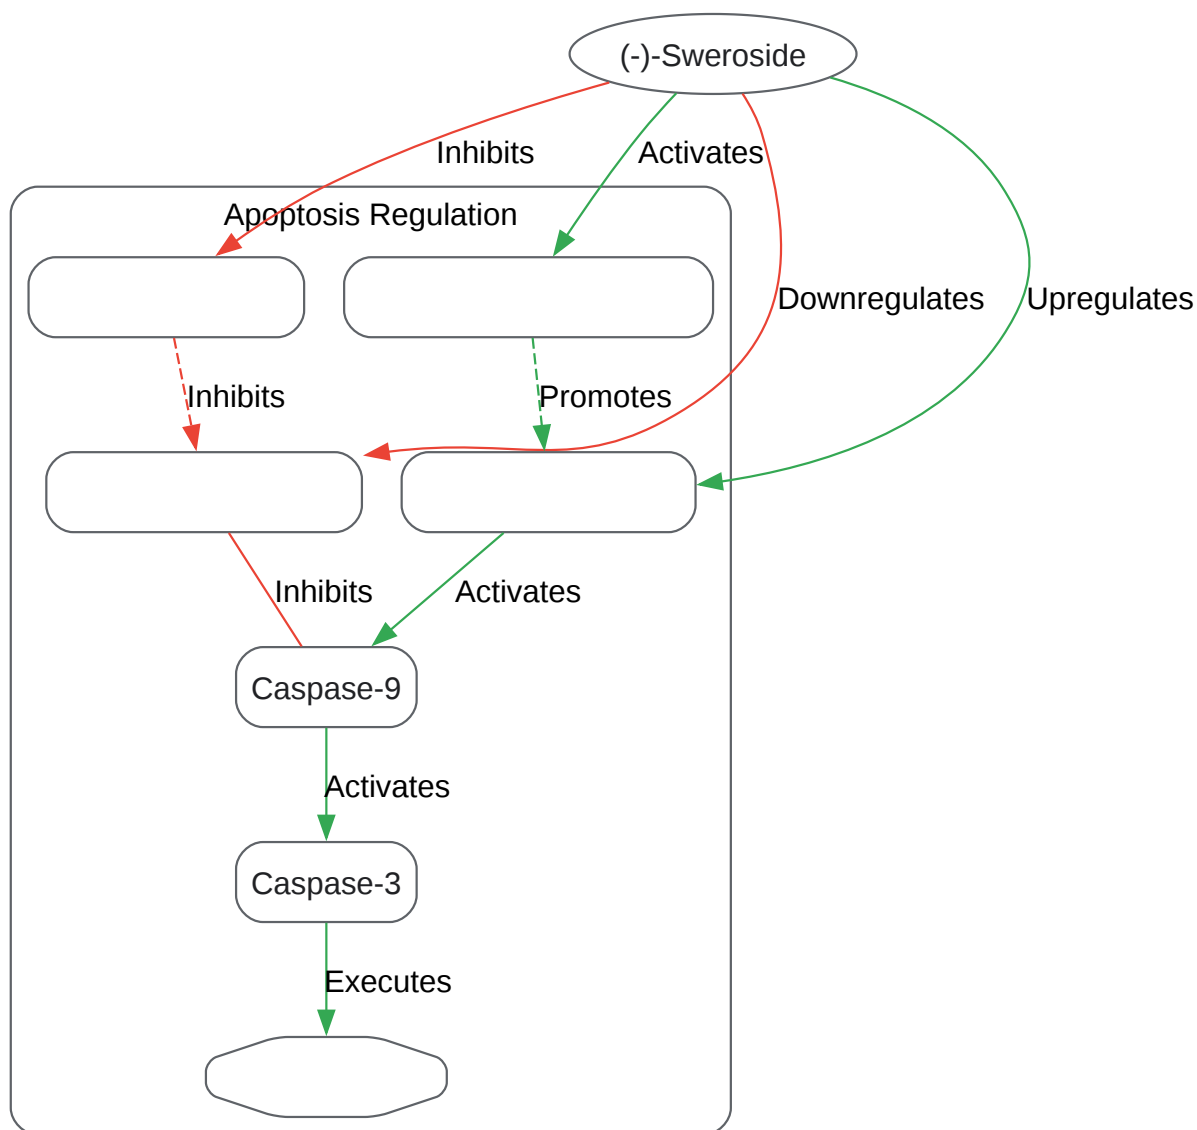 (-)-Sweroside
Inhibits
Activates
Apoptosis Regulation
Downregulates
Upregulates
Inhibits
Promotes
Inhibits
Activates
Caspase-9
Activates
Caspase-3
Executes